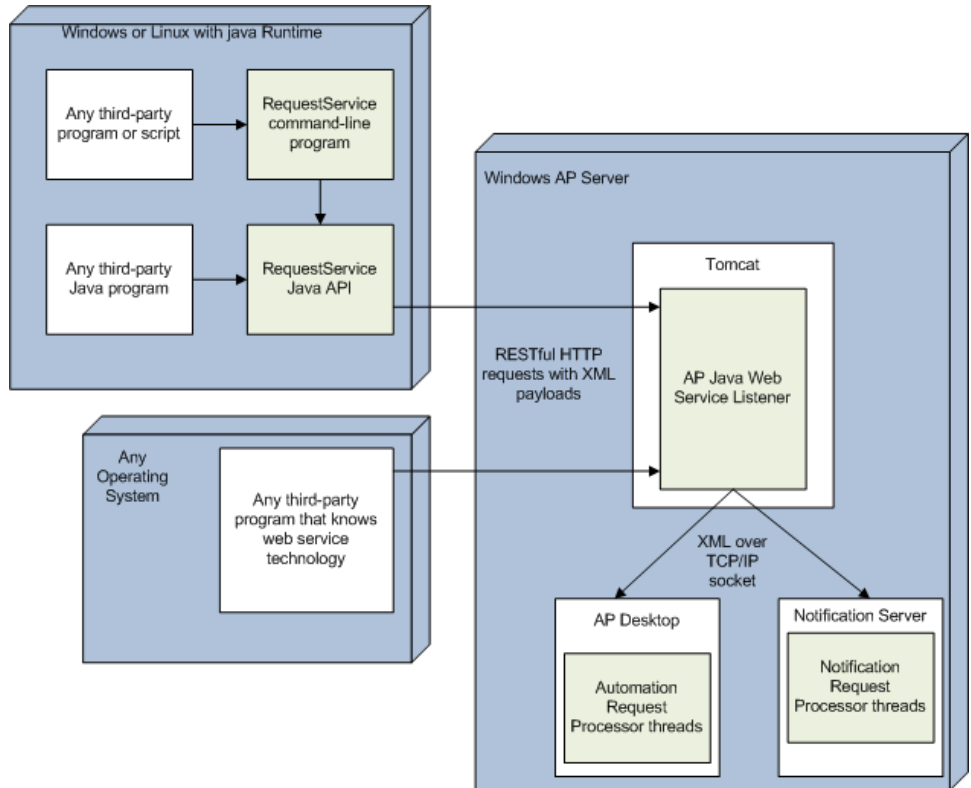 Windows or Linux with java Runtime
Any third-party
program or script
RequestService
command-line
program
Any third-party
Java program
RequestService
Java API
Windows AP Server
Tomcat
AP Java Web
Service Listener
RESTful HTTP
requests with XML
payloads
Any
Operating
System
Any third-party
program that knows
web service
technology
XML over
TCP/IP
socket
AP Desktop
Automation
Request
Processor threads
Notification Server
Notification
Request
Processor threads